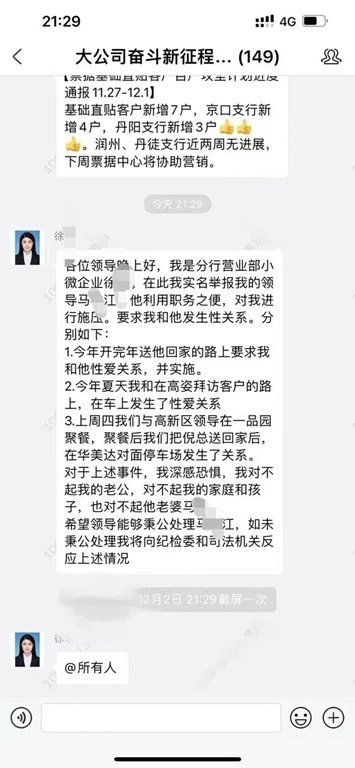 21:29
4G
大公司奋斗新征程... (149)
【票据基础直贴客户百户攻坚计划进度
通报11.27-12.1】
基础直贴客户新增7户，京口支行新
增4户，丹阳支行新增3户👍👍
👍。润州、丹徒支行近两周无进展，
下周票据中心将协助营销。
今天 21:29
徐
各位领导晚上好，我是分行营业部小
微企业徐 ，在此我实名举报我的领
导马 江，他利用职务之便，对我进
行施压。要求我和他发生性关系。分
别如下：
1.今年开完年送他回家的路上要求我
和他性爱关系，并实施。
2.今年夏天我和在高姿拜访客户的路
上，在车上发生了性爱关系
3.上周四我们与高新区领导在一品园
聚餐，聚餐后我们把倪总送回家后，
在华美达对面停车场发生了关系。
对于上述事件，我深感恐惧，我对不
起我的老公，对不起我的家庭和孩
子，也对不起他老婆马
希望领导能够秉公处理马 江，如未
秉公处理我将向纪检委和司法机关反
应上述情况
12月2日 21:29截屏一次
徐
@所有人